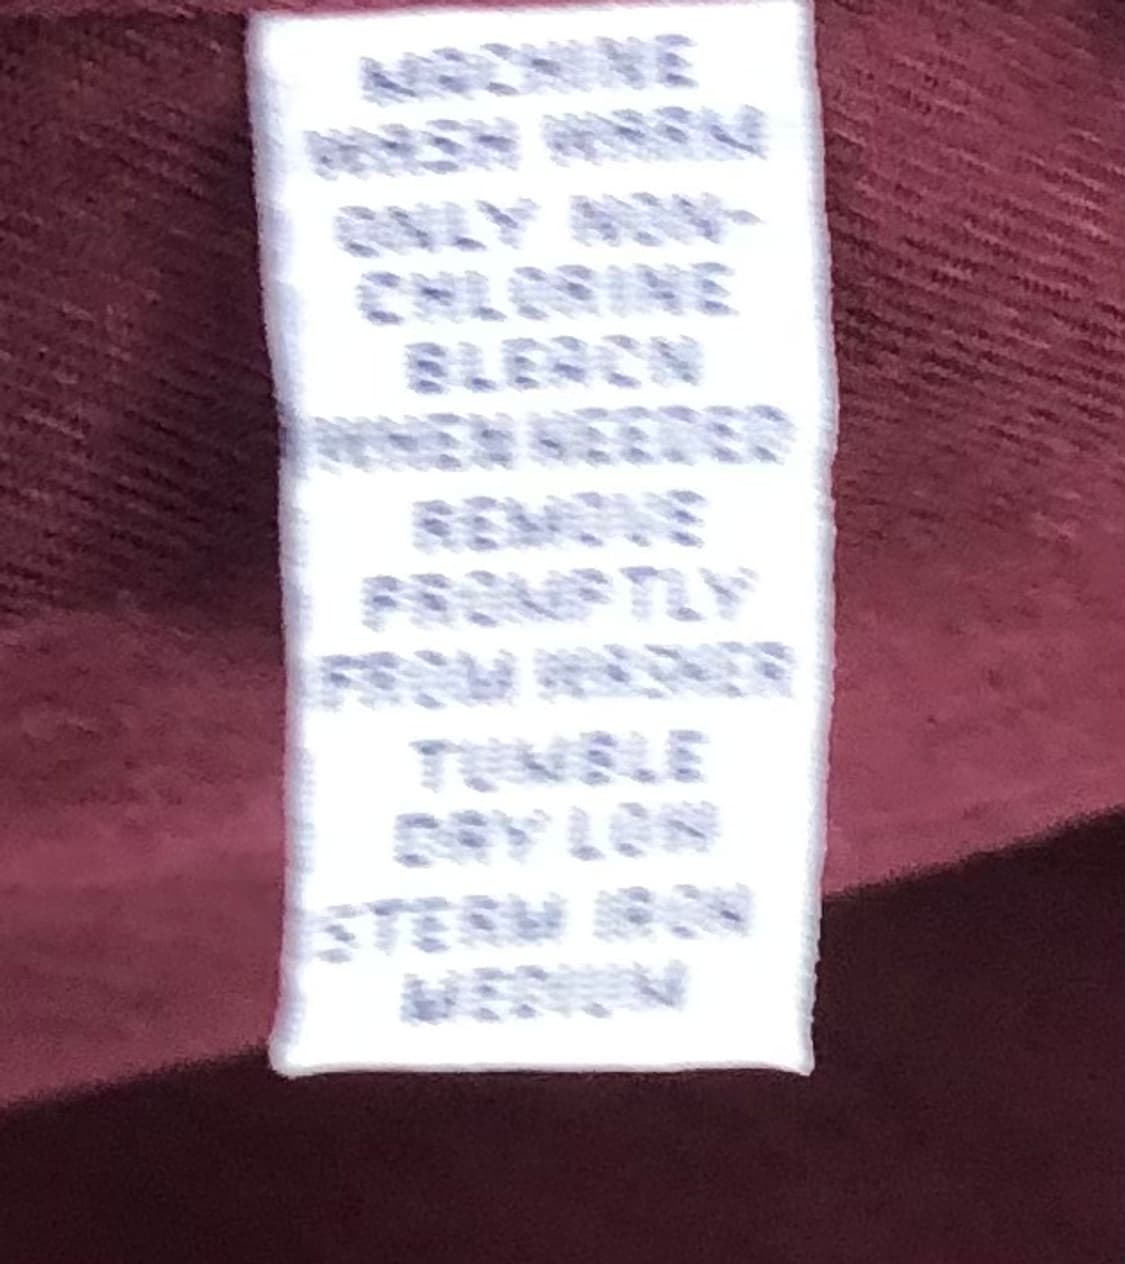 MACHINE
WASH WARM
ONLY NON-
CHLORINE
BLEACH
WHEN NEEDED
REMOVE
PROMPTLY
FROM WASHER
TUMBLE
DRY LOW
STEAM IRON
MEDIUM